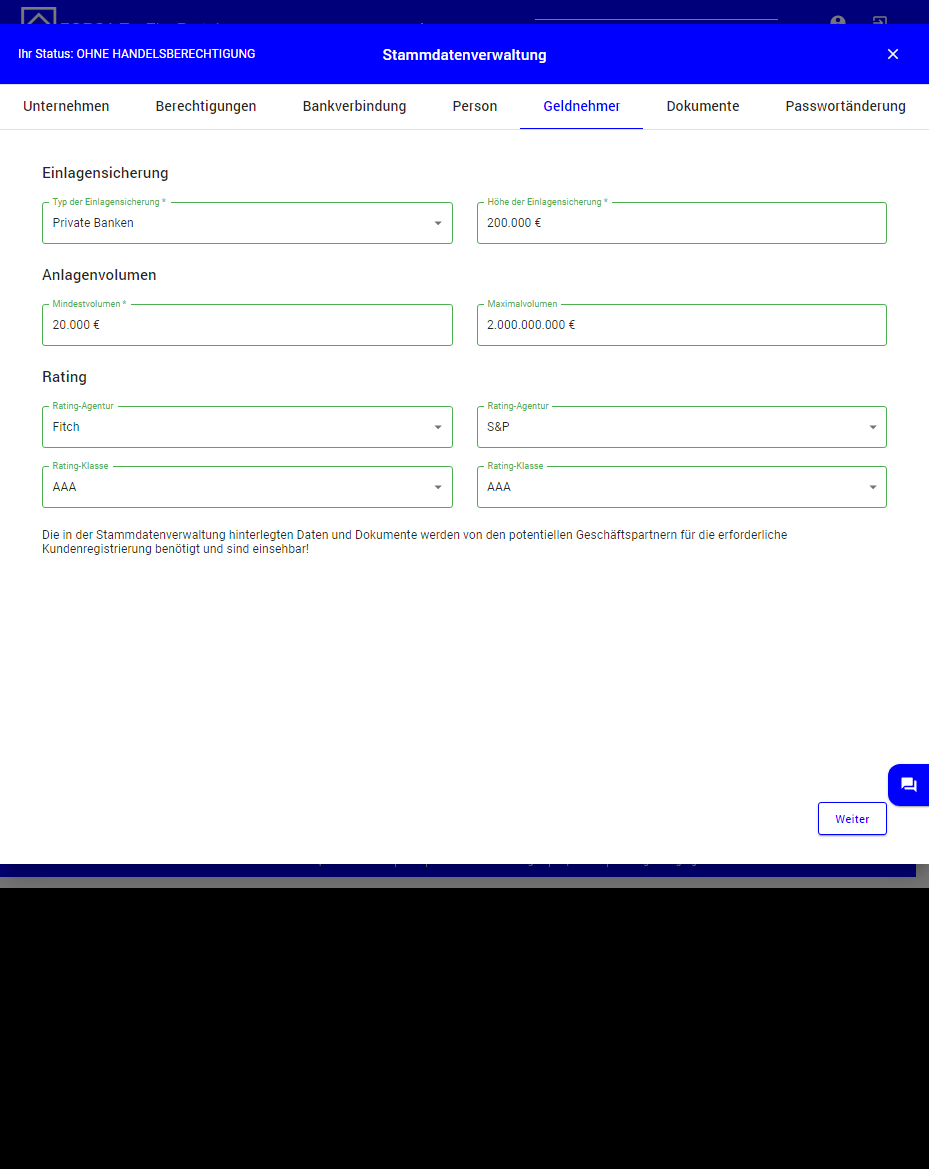 Ihr Status: OHNE HANDELSBERECHTIGUNG
Stammdatenverwaltung
Unternehmen
Berechtigungen
Bankverbindung
Person
Geldnehmer
Dokumente
Passwortänderung
Einlagensicherung
Typ der Einlagensicherung *
Private Banken
Höhe der Einlagensicherung *
200.000 €
Anlagenvolumen
Mindestvolumen *
20.000 €
Maximalvolumen
2.000.000.000 €
Rating
Rating-Agentur
Fitch
Rating-Agentur
S&P
Rating-Klasse
AAA
Rating-Klasse
AAA
Die in der Stammdatenverwaltung hinterlegten Daten und Dokumente werden von den potentiellen Geschäftspartnern für die erforderliche
Kundenregistrierung benötigt und sind einsehbar!
Weiter